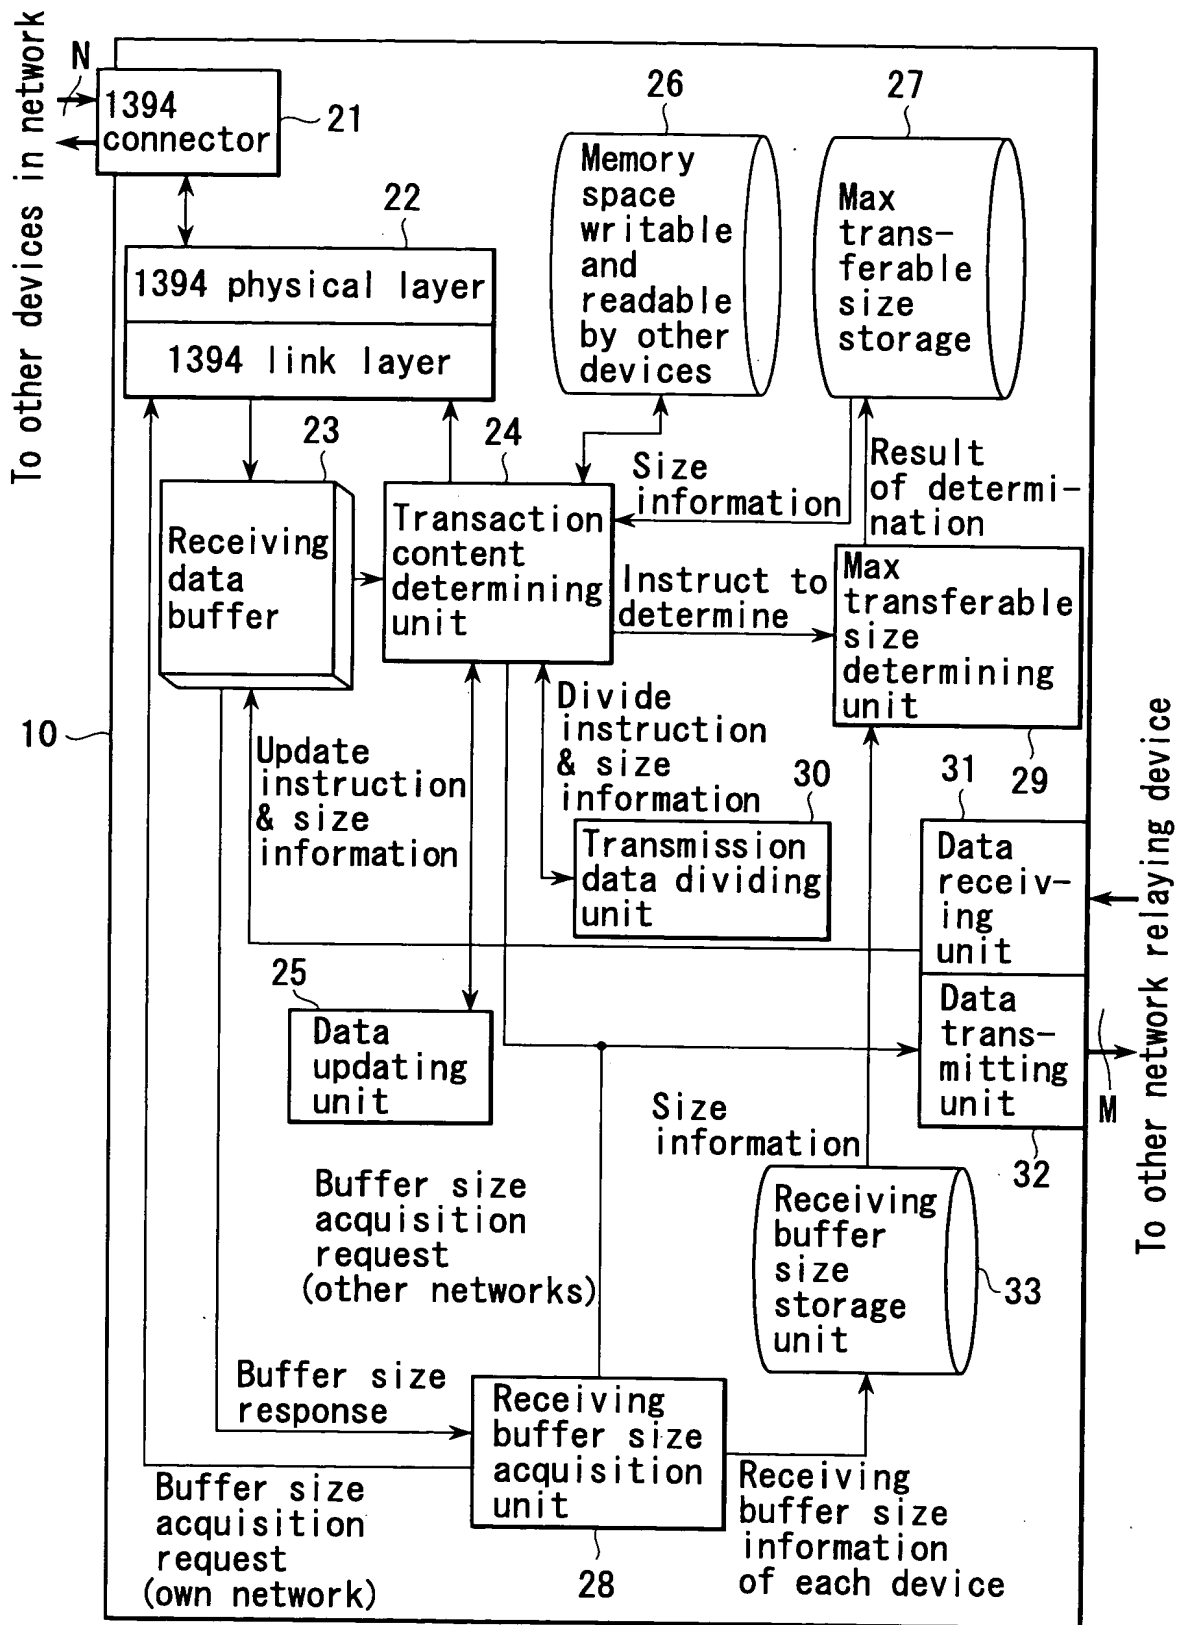 To other devices in network
N
1394
connector
21
22
1394 physical layer
1394 link layer
26
Memory
space
writable
and
readable
by other
devices
27
Max
trans-
ferable
size
storage
23
Receiving
data
buffer
24
Transaction
content
determining
unit
Size
information
Result
of determi-
nation
Instruct to
determine
Max
transferable
size
determining
unit
29
10
Update
instruction
& size
information
Divide
instruction
& size
information
30
Transmission
data dividing
unit
31
Data
receiv-
ing
unit
To other network relaying device
25
Data
updating
unit
Data
trans-
mitting
unit
M
32
Size
information
Buffer size
acquisition
request
(other networks)
Receiving
buffer
size
storage
unit
33
Buffer size
response
Receiving
buffer size
acquisition
unit
28
Buffer size
acquisition
request
(own network)
Receiving
buffer size
information
of each device